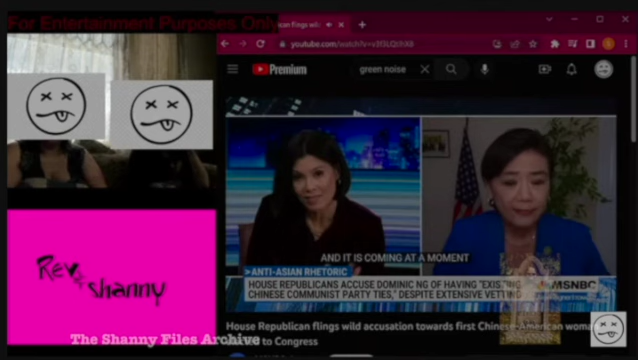 For Entertainment Purposes Only
youtube.com/watch?v=
Premium
green noise
AND IT IS COMING AT A MOMENT
>ANTI-ASIAN RHETORIC
HOUSE REPUBLICANS ACCUSE DOMINIC NG OF HAVING "EXIS
CHINESE COMMUNIST PARTY TIES," DESPITE EXTENSIVE VETTING
MSNBC
Rev & shanny
House Republican flings wild accusation towards first Chinese-American woman
to Congress
The Shanny Files Archive